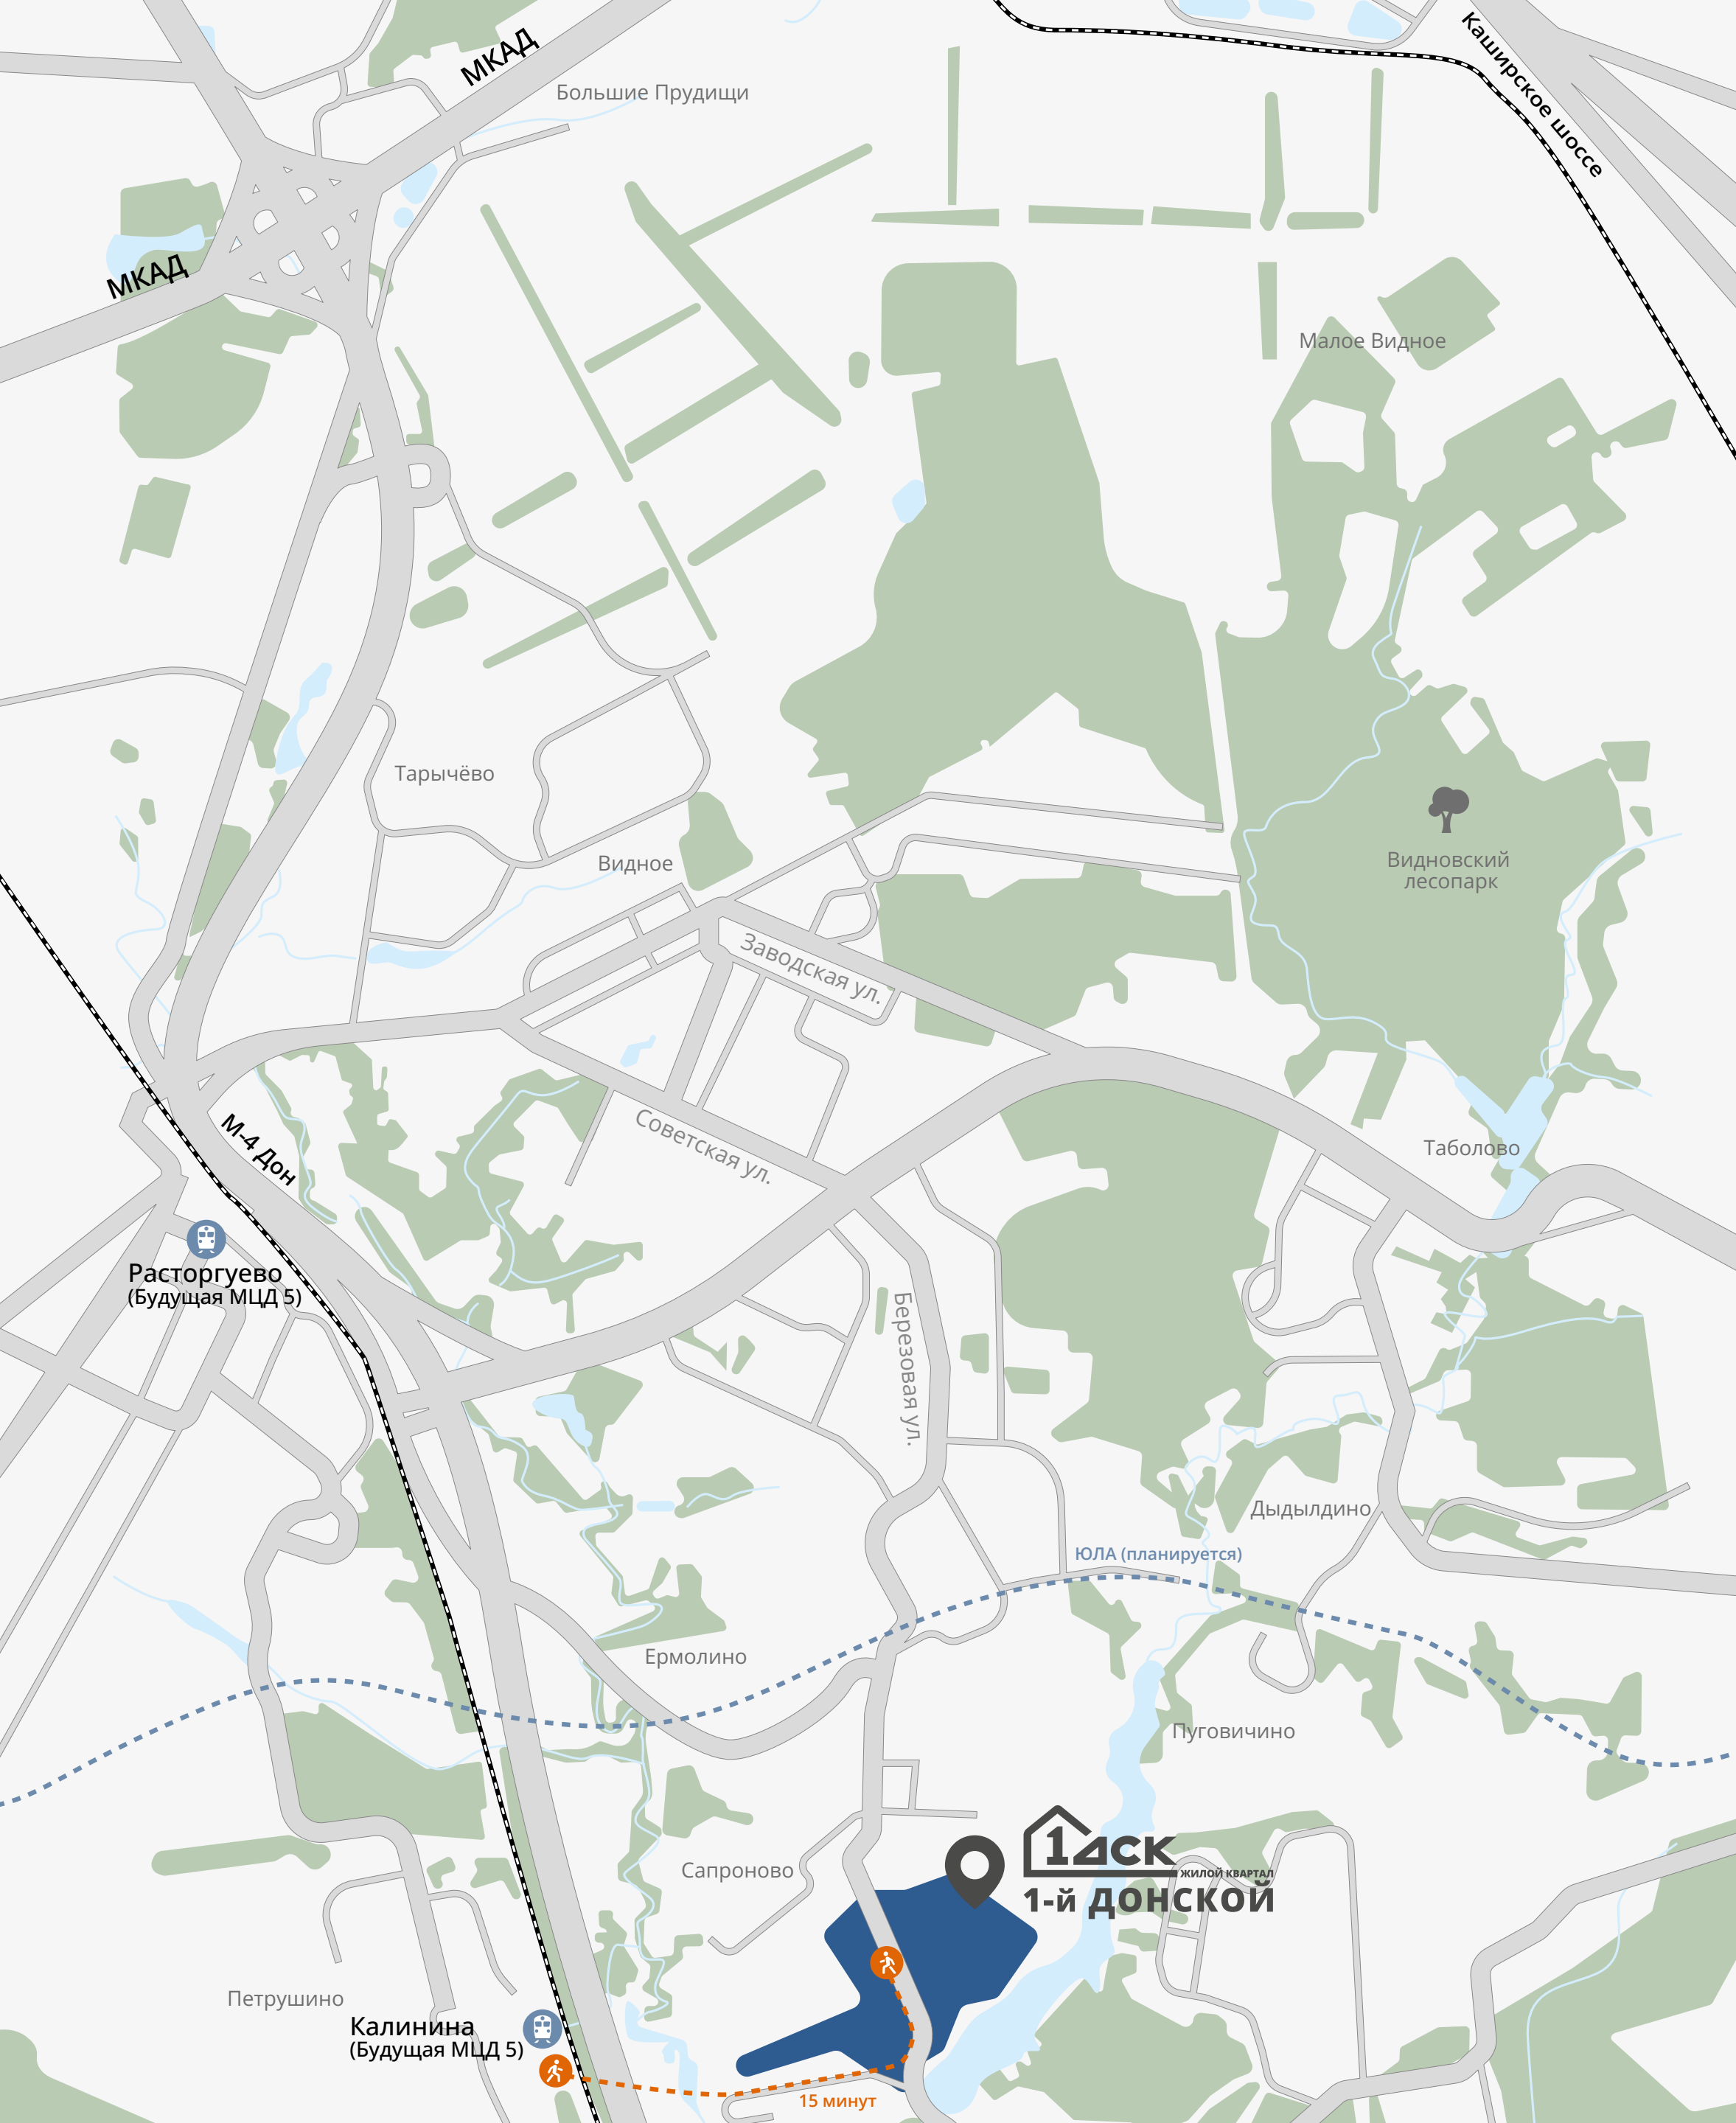 МКАД
Большие Прудищи
Каширское шоссе
МКАД
Малое Видное
Тарычёво
Видное
Видновский
лесопарк
Заводская ул.
М-4 Дон
Советская ул.
Таболово
Расторгуево
(Будущая МЦД 5)
Березовая ул.
Дыдылдино
ЮЛА (планируется)
Ермолино
Пуговичино
1ДСК
ЖИЛОЙ КВАРТАЛ
1-й ДОНСКОЙ
Сапроново
Петрушино
Калинина
(Будущая МЦД 5)
15 минут